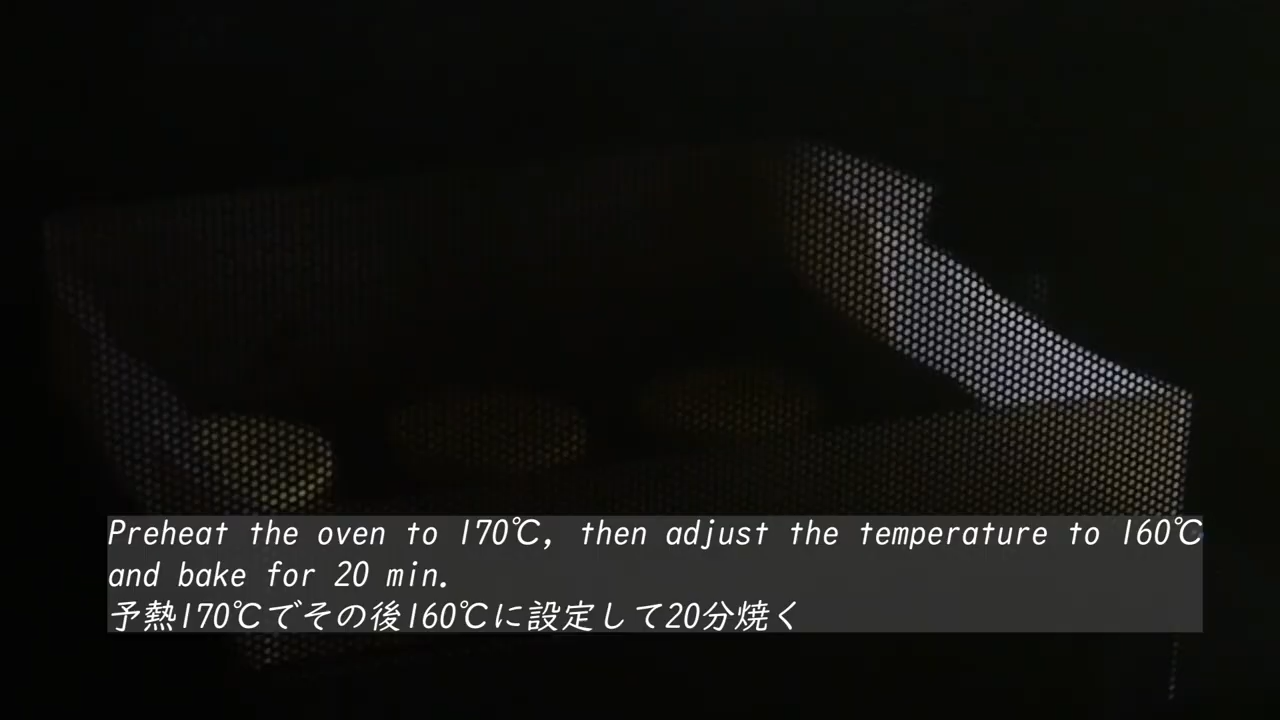 Preheat the oven to 170℃, then adjust the temperature to 160℃
and bake for 20 min.
予熱170℃でその後160℃に設定して20分焼く